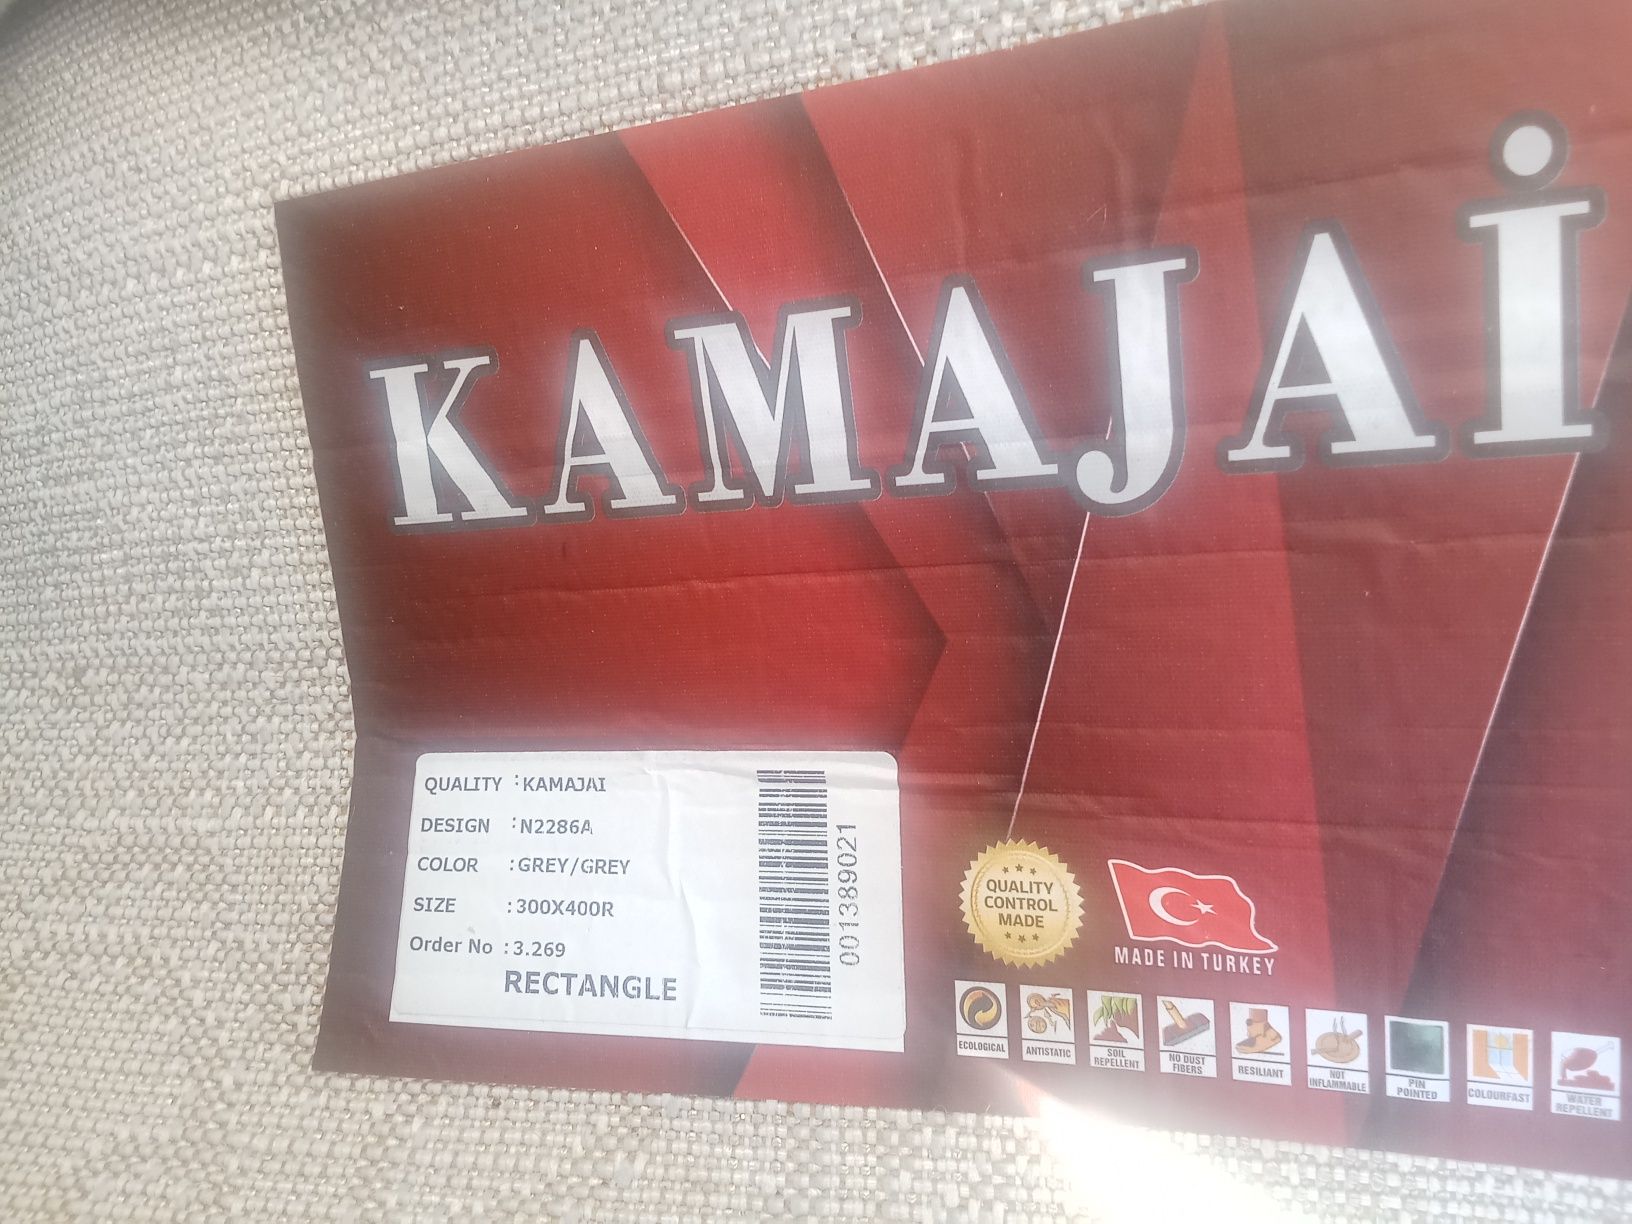 KAMAJAİ
QUALITY :KAMAJAI
DESIGN :N2286A
COLOR :GREY/GREY
SIZE :300X400R
Order No :3.269
RECTANGLE
001389021
QUALITY
CONTROL
MADE
MADE IN TURKEY
ECOLOGICAL
ANTISTATIC
SOIL
REPELLENT
NO DUST
FIBERS
RESILIANT
NOT
INFLAMMABLE
PIN
POINTED
COLOURFAST
WATER
REPELLENT